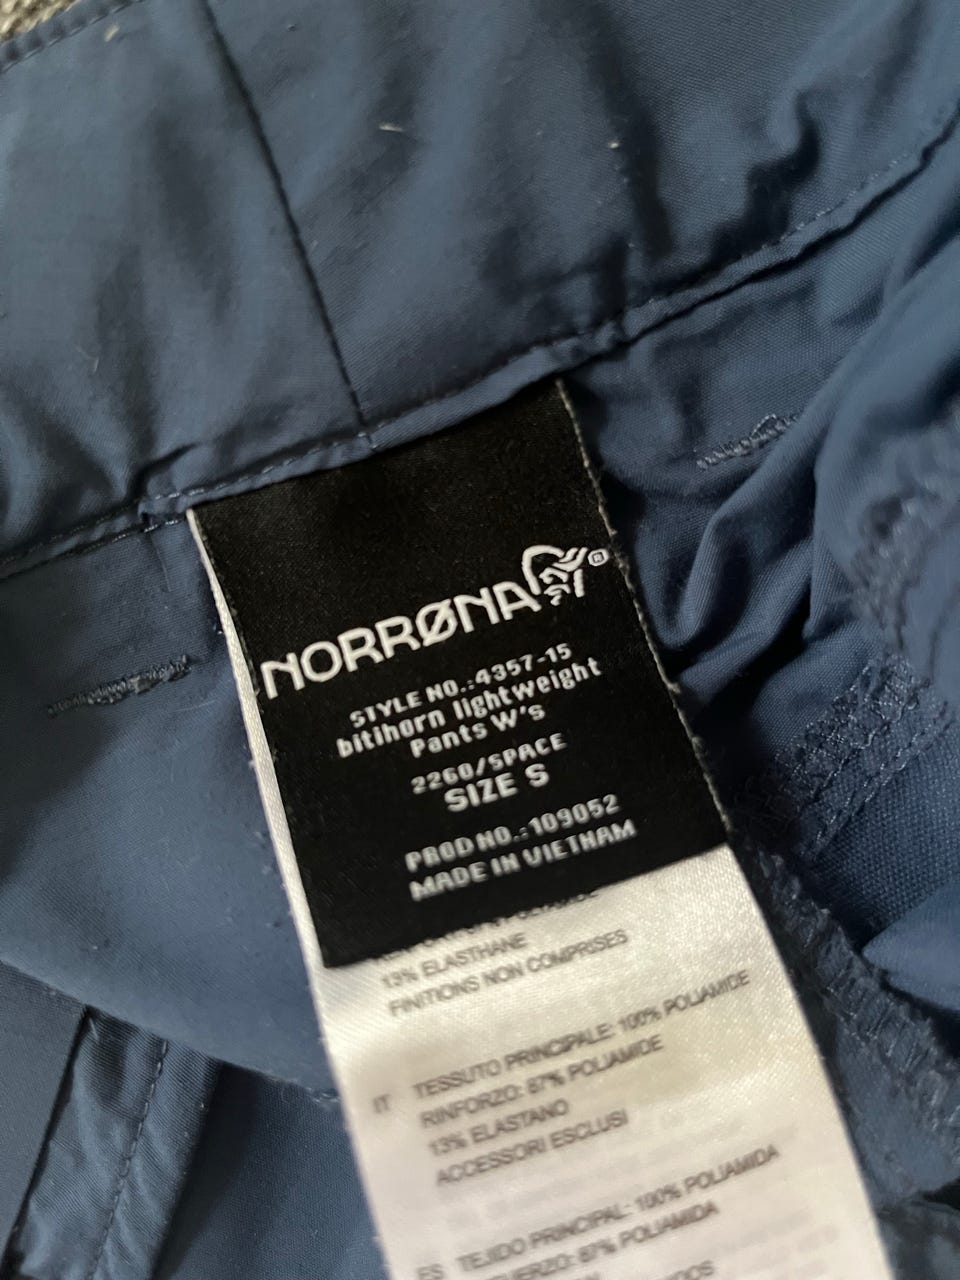 NORRØNA®
STYLE NO.:4357-15
bitihorn lightweight
Pants W's
2260/SPACE
SIZE S
PROD NO.:109052
MADE IN VIETNAM
13% ELASTHANE
FINITIONS NON COMPRISES
IT TESSUTO PRINCIPALE: 100% POLIAMIDE
RINFORZO: 87% POLIAMIDE
13% ELASTANO
ACCESSORI ESCLUSI
ES TEJIDO PRINCIPAL: 100% POLIAMIDA
87% POLIAMIDA